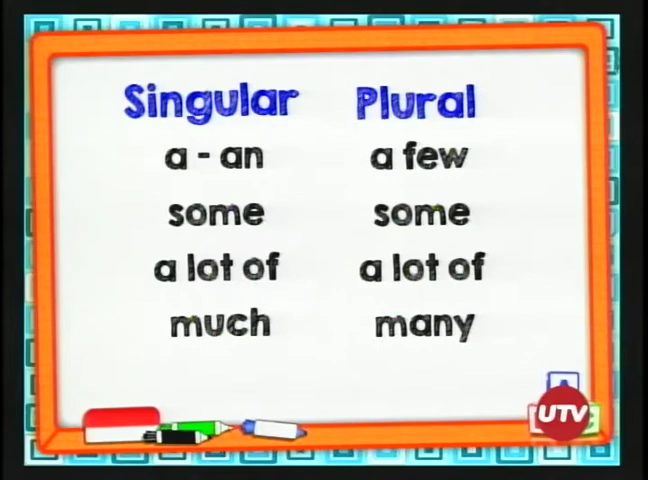 Singular Plural
a - an a few
some some
a lot of a lot of
much many
A
UTV